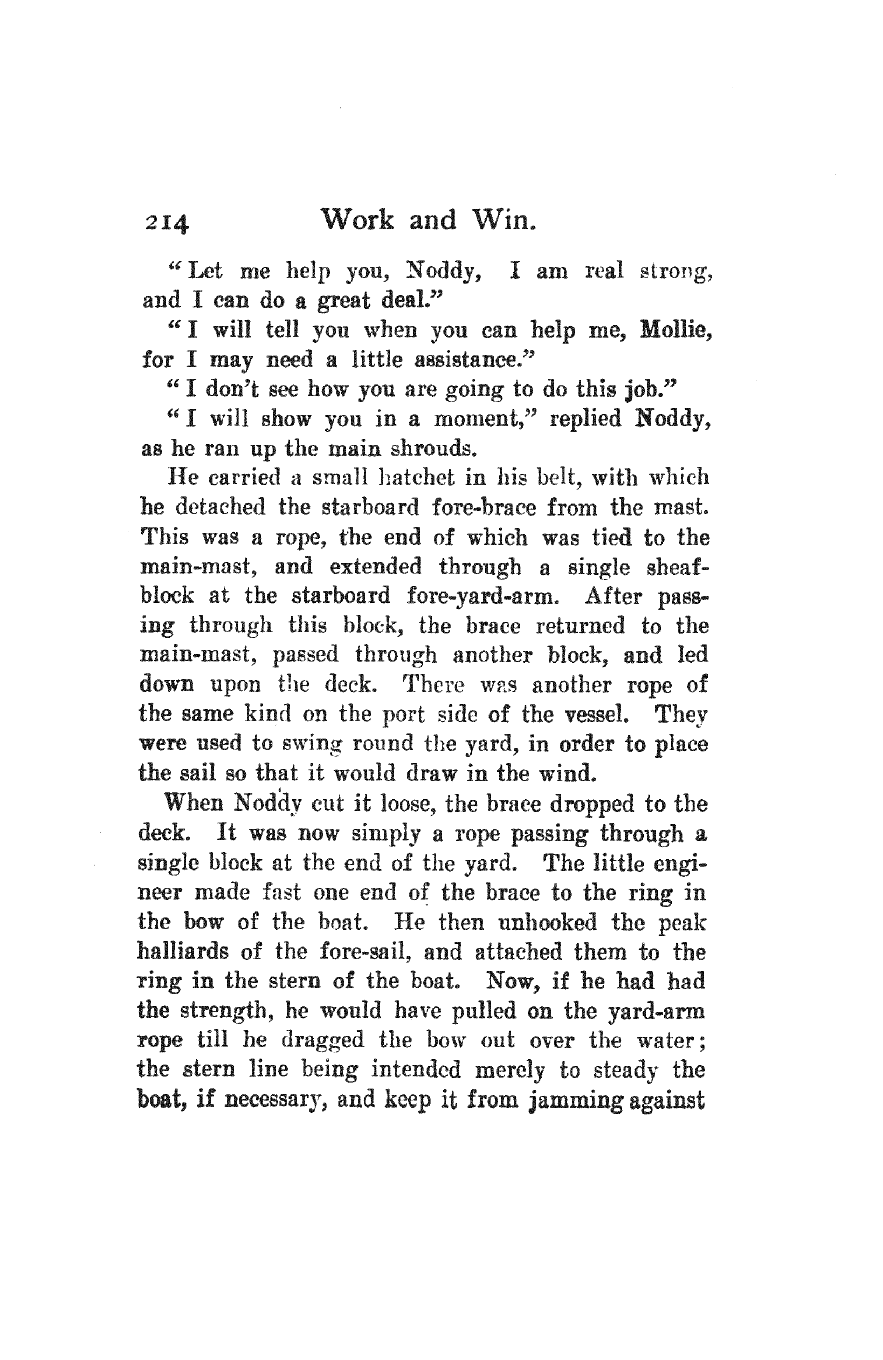 214 Work and Win.
“Let me help you, Noddy, I am real strong,
and I can do a great deal.”
“I will tell you when you can help me, Mollie,
for I may need a little assistance.”
“I don’t see how you are going to do this job.”
“I will show you in a moment,” replied Noddy,
as he ran up the main shrouds.
He carried a small hatchet in his belt, with which
he detached the starboard fore-brace from the mast.
This was a rope, the end of which was tied to the
main-mast, and extended through a single sheaf-
block at the starboard fore-yard-arm. After pass-
ing through this block, the brace returned to the
main-mast, passed through another block, and led
down upon the deck. There was another rope of
the same kind on the port side of the vessel. They
were used to swing round the yard, in order to place
the sail so that it would draw in the wind.
When Noddy cut it loose, the brace dropped to the
deck. It was now simply a rope passing through a
single block at the end of the yard. The little engi-
neer made fast one end of the brace to the ring in
the bow of the boat. He then unhooked the peak
halliards of the fore-sail, and attached them to the
ring in the stern of the boat. Now, if he had had
the strength, he would have pulled on the yard-arm
rope till he dragged the bow out over the water;
the stern line being intended merely to steady the
boat, if necessary, and keep it from jamming against